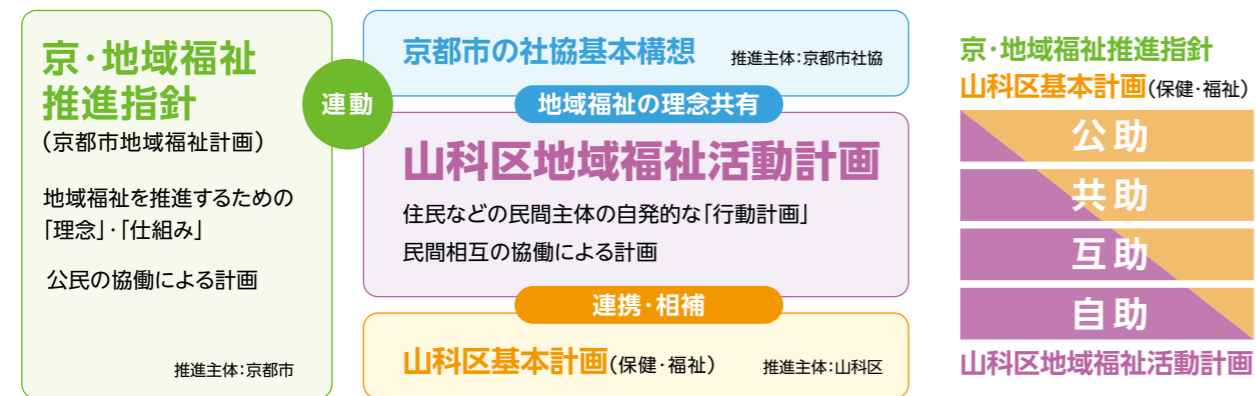 京・地域福祉
推進指針
(京都市地域福祉計画)
地域福祉を推進するための
「理念」・「仕組み」
公民の協働による計画
推進主体:京都市
連動
京都市の社協基本構想 推進主体:京都市社協
地域福祉の理念共有
山科区地域福祉活動計画
住民などの民間主体の自発的な「行動計画」
民間相互の協働による計画
連携・相補
山科区基本計画(保健・福祉) 推進主体:山科区
京・地域福祉推進指針
山科区基本計画(保健・福祉)
公助
共助
互助
自助
山科区地域福祉活動計画